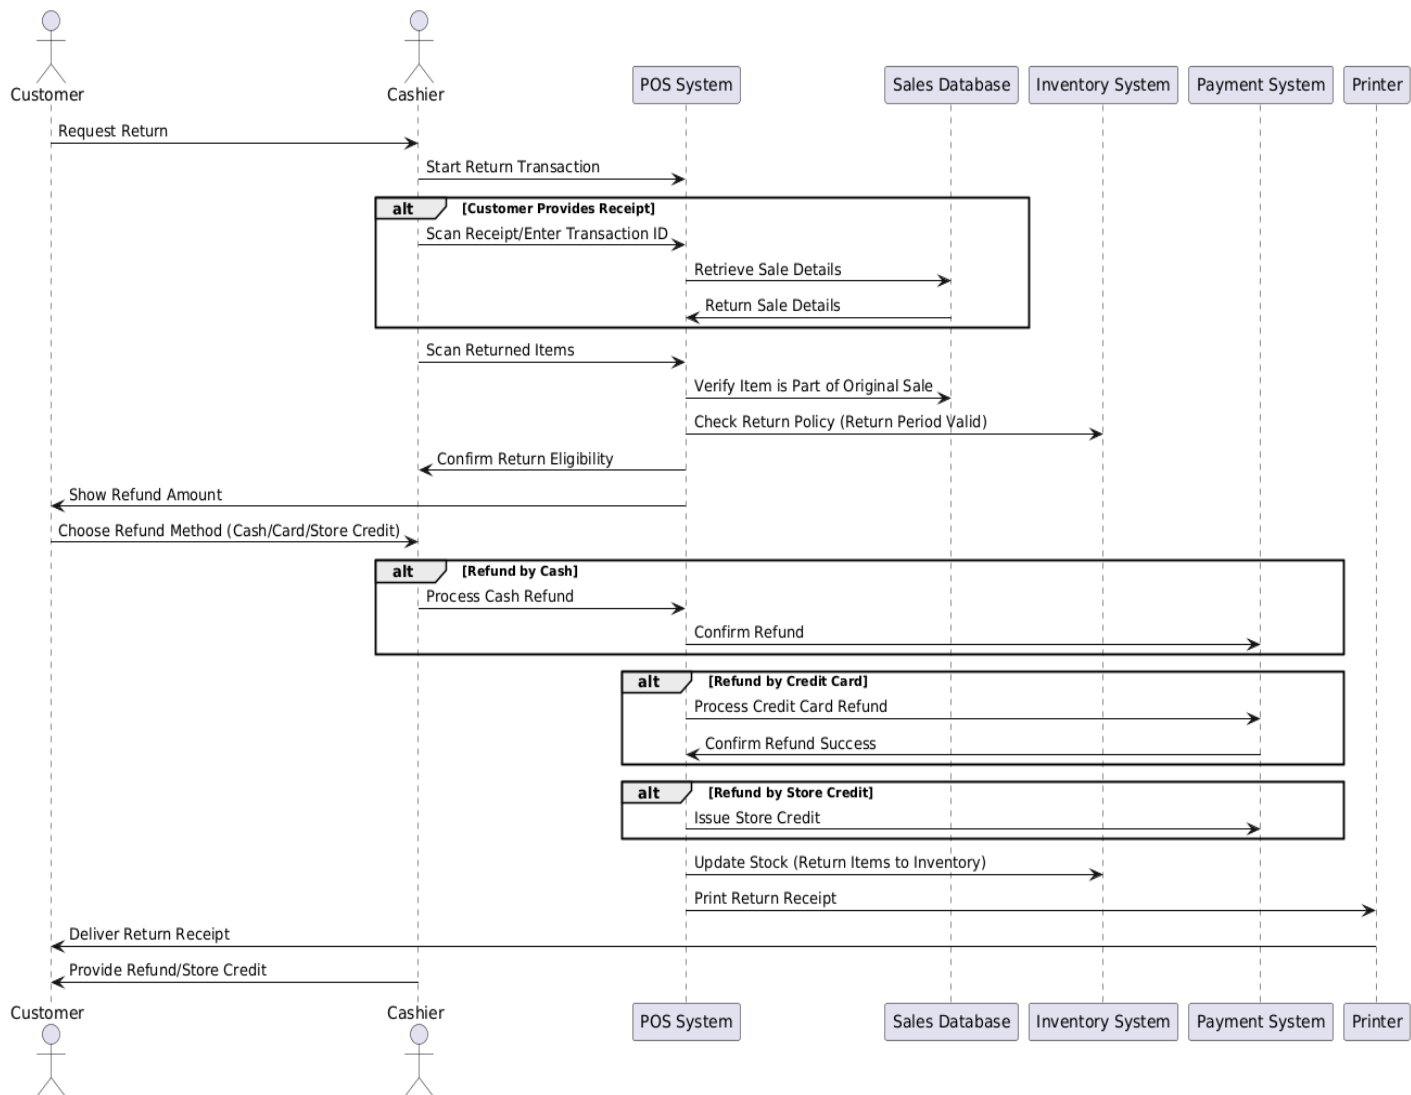 Customer
Cashier
POS System
Sales Database
Inventory System
Payment System
Printer
Request Return
Start Return Transaction
alt [Customer Provides Receipt]
Scan Receipt/Enter Transaction ID
Retrieve Sale Details
Return Sale Details
Scan Returned Items
Verify Item is Part of Original Sale
Check Return Policy (Return Period Valid)
Confirm Return Eligibility
Show Refund Amount
Choose Refund Method (Cash/Card/Store Credit)
alt [Refund by Cash]
Process Cash Refund
Confirm Refund
alt [Refund by Credit Card]
Process Credit Card Refund
Confirm Refund Success
alt [Refund by Store Credit]
Issue Store Credit
Update Stock (Return Items to Inventory)
Print Return Receipt
Deliver Return Receipt
Provide Refund/Store Credit
Customer
Cashier
POS System
Sales Database
Inventory System
Payment System
Printer